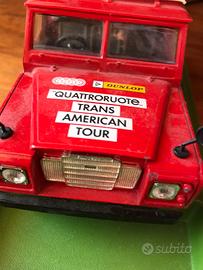 DUNLOP
QUATTRORUOTE
TRANS
AMERICAN
TOUR
subito